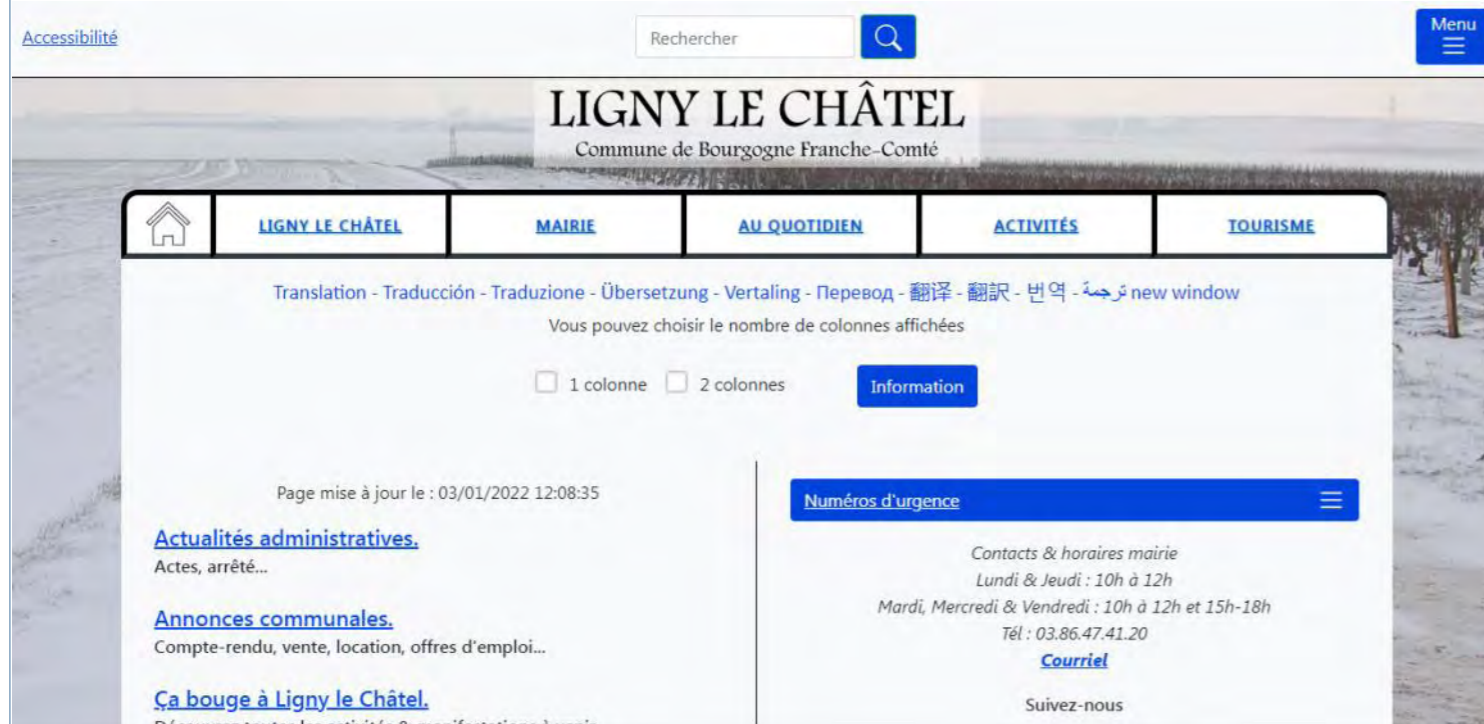 Accessibilité
Rechercher
Menu
LIGNY LE CHÂTEL
Commune de Bourgogne Franche-Comté
LIGNY LE CHÂTEL
MAIRIE
AU QUOTIDIEN
ACTIVITÉS
TOURISME
Translation - Traducción - Traduzione - Übersetzung - Vertaling - Перевод - 翻译 - 翻訳 - 번역 - ترجمة new window
Vous pouvez choisir le nombre de colonnes affichées
1 colonne
2 colonnes
Information
Page mise à jour le : 03/01/2022 12:08:35
Actualités administratives.
Actes, arrêté...
Annonces communales.
Compte-rendu, vente, location, offres d'emploi...
Ça bouge à Ligny le Châtel.
Numéros d'urgence
Contacts & horaires mairie
Lundi & Jeudi : 10h à 12h
Mardi, Mercredi & Vendredi : 10h à 12h et 15h-18h
Tél : 03.86.47.41.20
Courriel
Suivez-nous